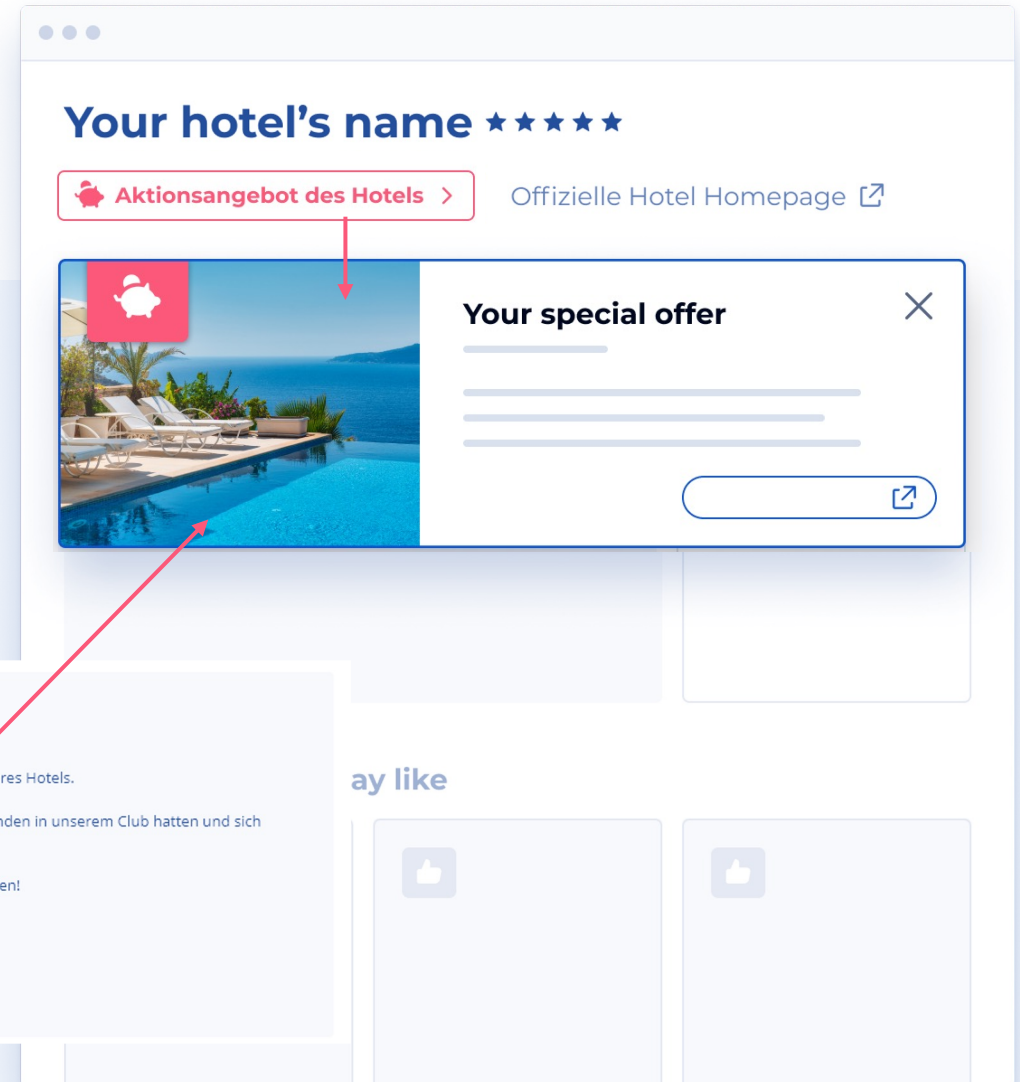 Your hotel’s name
Aktionsangebot des Hotels
Offizielle Hotel Homepage
Your special offer
res Hotels.
ay like
nden in unserem Club hatten und sich
en!